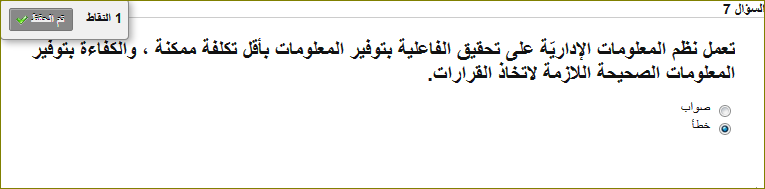 السؤال 7
1 النقاط
تم الحفظ
تعمل نظم المعلومات الإداريَة على تحقيق الفاعلية بتوفير المعلومات بأقل تكلفة ممكنة ، والكفاءة بتوفير
المعلومات الصحيحة اللازمة لاتخاذ القرارات.
صواب
خطأ